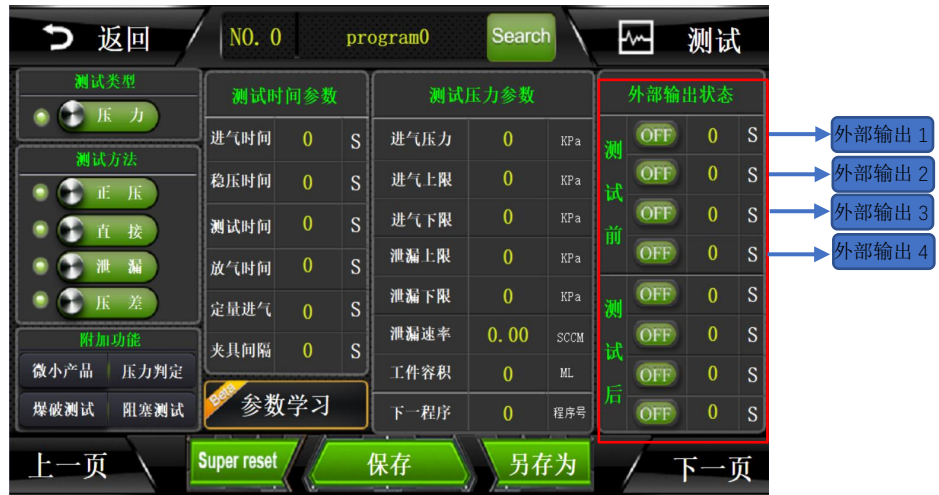 返回
NO. 0
program0
Search
测试
测试类型
压 力
测试方法
正 压
直 接
泄 漏
压 差
附加功能
微小产品 压力判定
爆破测试 阻塞测试
测试时间参数
进气时间 0 S
稳压时间 0 S
测试时间 0 S
放气时间 0 S
定量进气 0 S
夹具间隔 0 S
Beta 参数学习
测试压力参数
进气压力 0 KPa
进气上限 0 KPa
进气下限 0 KPa
泄漏上限 0 KPa
泄漏下限 0 KPa
泄漏速率 0.00 SCCM
工件容积 0 ML
下一程序 0 程序号
外部输出状态
测试前
OFF 0 S 外部输出 1
OFF 0 S 外部输出 2
OFF 0 S 外部输出 3
OFF 0 S 外部输出 4
测试后
OFF 0 S
OFF 0 S
OFF 0 S
OFF 0 S
上一页
Super reset
保存
另存为
下一页